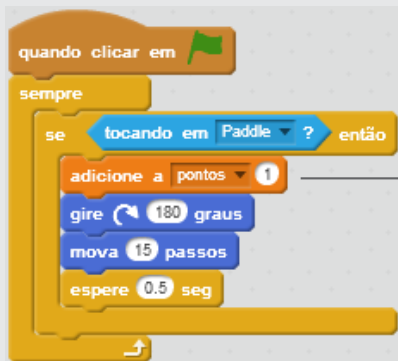 quando clicar em
sempre
se tocando em Paddle ? então
adicione a pontos 1
gire 180 graus
mova 15 passos
espere 0.5 seg